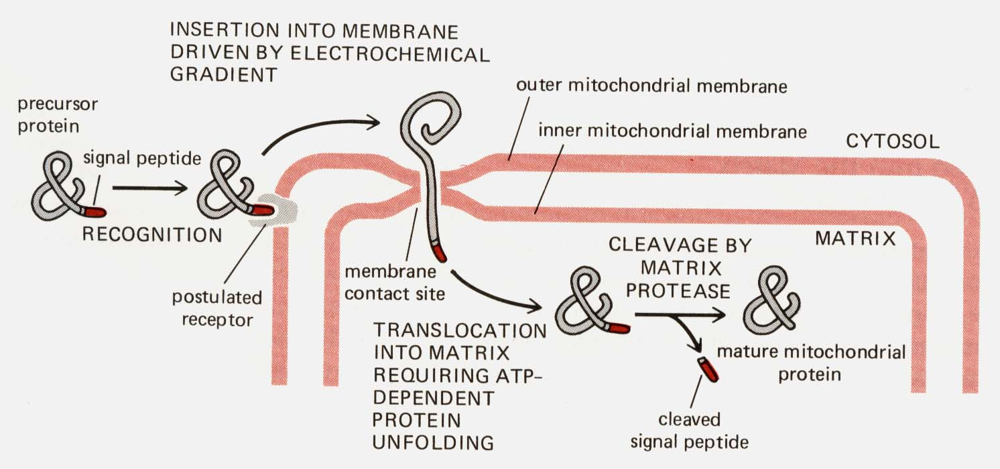 INSERTION INTO MEMBRANE
DRIVEN BY ELECTROCHEMICAL
GRADIENT
precursor
protein
signal peptide
RECOGNITION
postulated
receptor
outer mitochondrial membrane
inner mitochondrial membrane
CYTOSOL
MATRIX
membrane
contact site
TRANSLOCATION
INTO MATRIX
REQUIRING ATP–
DEPENDENT
PROTEIN
UNFOLDING
CLEAVAGE BY
MATRIX
PROTEASE
mature mitochondrial
protein
cleaved
signal peptide